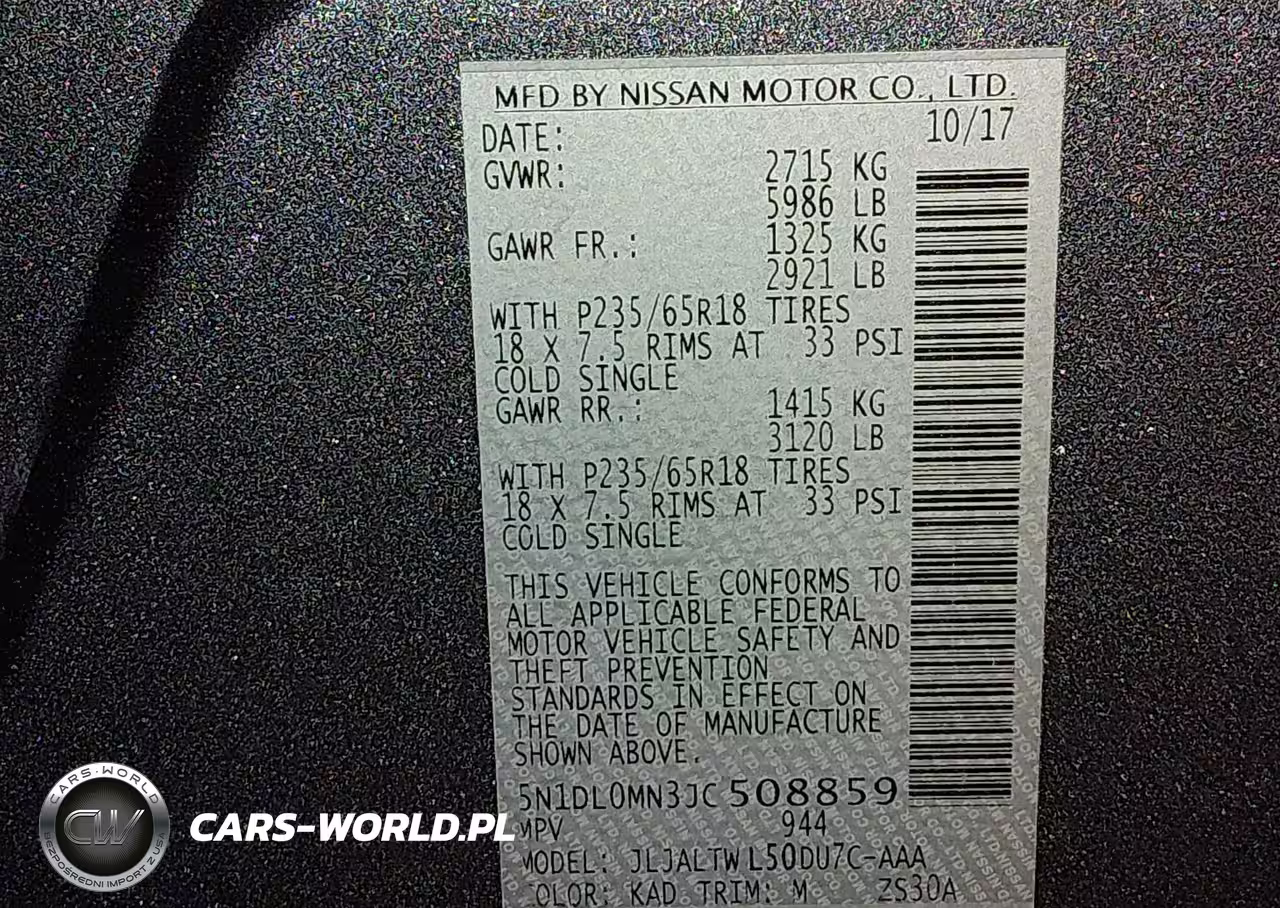 MFD BY NISSAN MOTOR CO., LTD.
DATE: 10/17
GVWR: 2715 KG
5986 LB
GAWR FR.: 1325 KG
2921 LB
WITH P235/65R18 TIRES
18 X 7.5 RIMS AT 33 PSI
COLD SINGLE
GAWR RR.: 1415 KG
3120 LB
WITH P235/65R18 TIRES
18 X 7.5 RIMS AT 33 PSI
COLD SINGLE
THIS VEHICLE CONFORMS TO
ALL APPLICABLE FEDERAL
MOTOR VEHICLE SAFETY AND
THEFT PREVENTION
STANDARDS IN EFFECT ON
THE DATE OF MANUFACTURE
SHOWN ABOVE.
5N1DL0MN3JC508859
MPV 944
MODEL: JLJALTWL50DU7C-AAA
COLOR: KAD TRIM: M ZS30A
CARS-WORLD
CW
BEZPOŚREDNI IMPORT Z USA
CARS-WORLD.PL